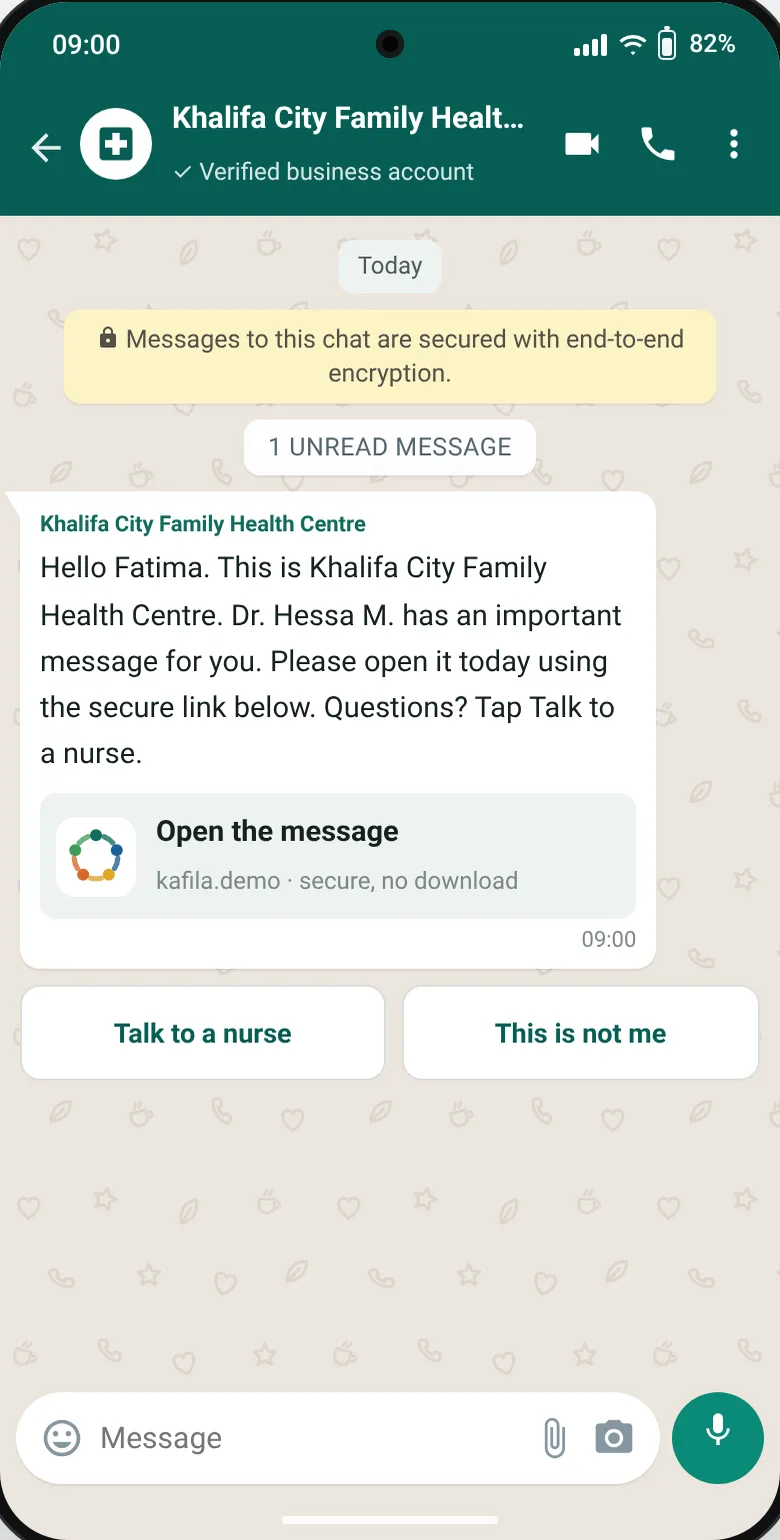 09:00
82%
Khalifa City Family Healt...
✓ Verified business account
Today
Messages to this chat are secured with end-to-end
encryption.
1 UNREAD MESSAGE
Khalifa City Family Health Centre
Hello Fatima. This is Khalifa City Family
Health Centre. Dr. Hessa M. has an important
message for you. Please open it today using
the secure link below. Questions? Tap Talk to
a nurse.
Open the message
kafila.demo · secure, no download
09:00
Talk to a nurse
This is not me
Message